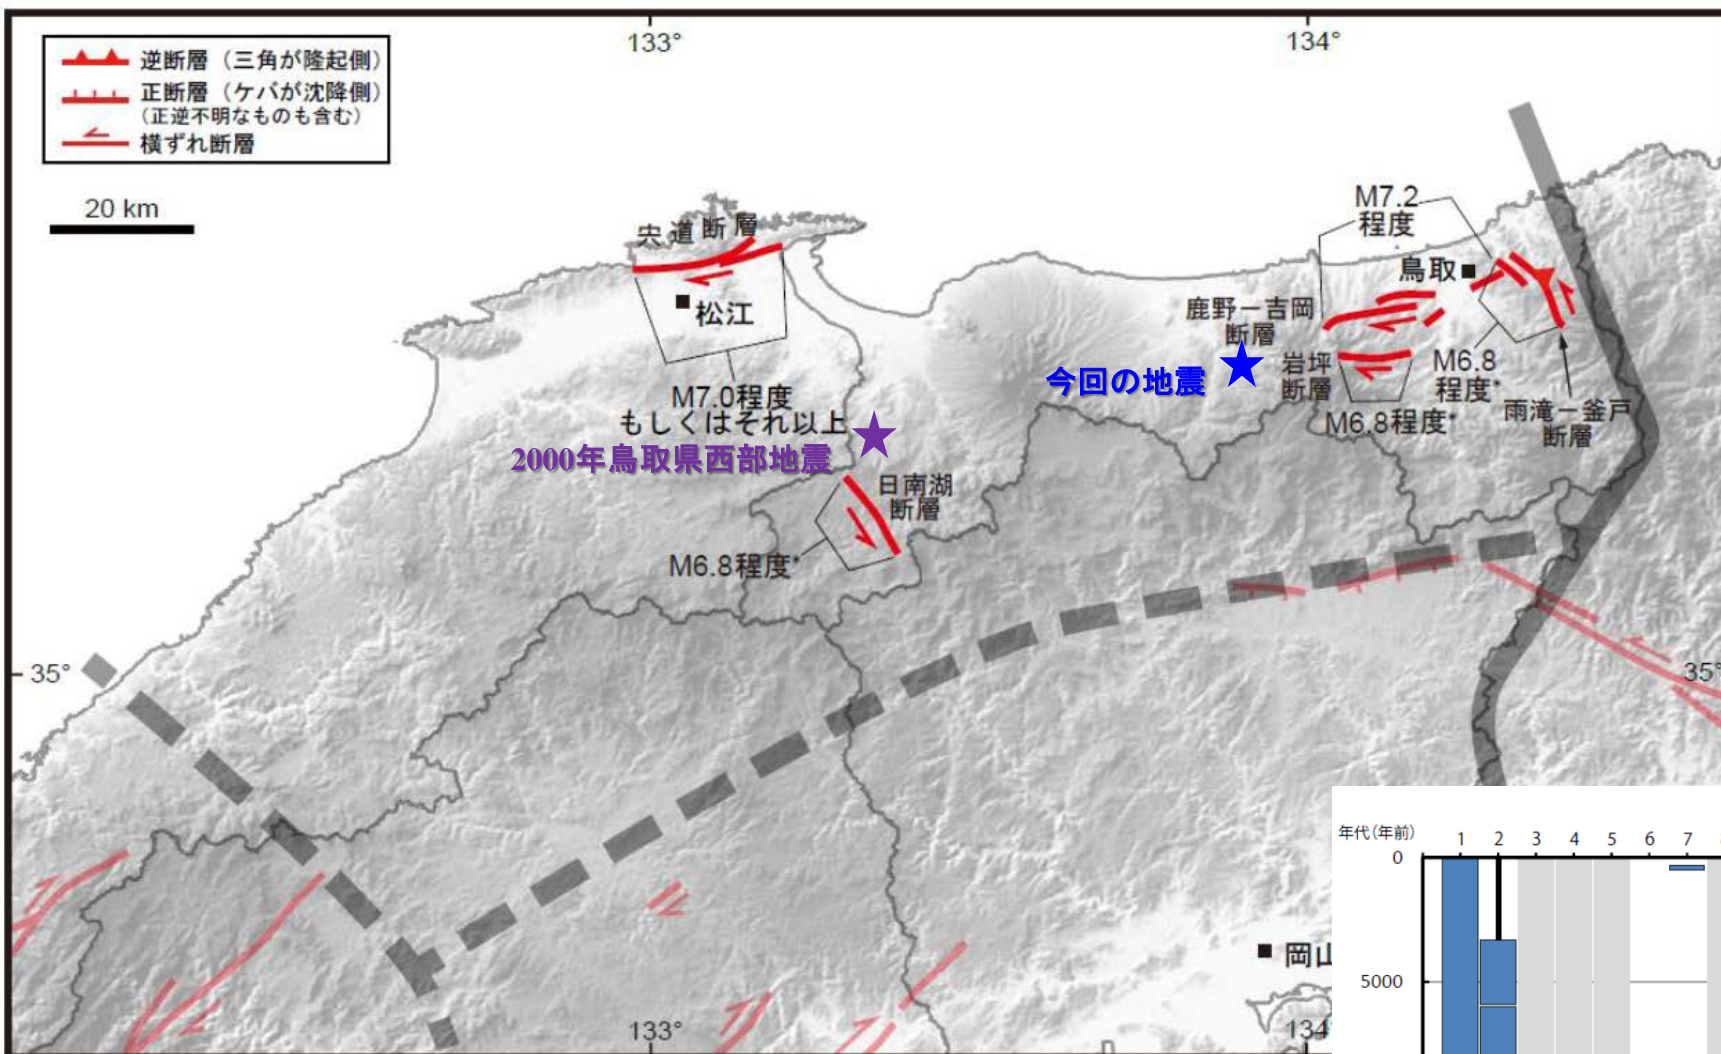 133°
134°
逆断層（三角が隆起側）
正断層（ケバが沈降側）
（正逆不明なものも含む）
横ずれ断層
20 km
宍道断層
松江
M7.0程度
もしくはそれ以上
2000年鳥取県西部地震
日南湖
断層
M6.8程度*
M7.2
程度
鳥取
鹿野ー吉岡
断層
今回の地震
岩坪
断層
M6.8
程度*
M6.8程度*
雨滝ー釜戸
断層
35°
35°
岡山
133°
134°
年代（年前）
1 2 3 4 5 6 7
0
5000